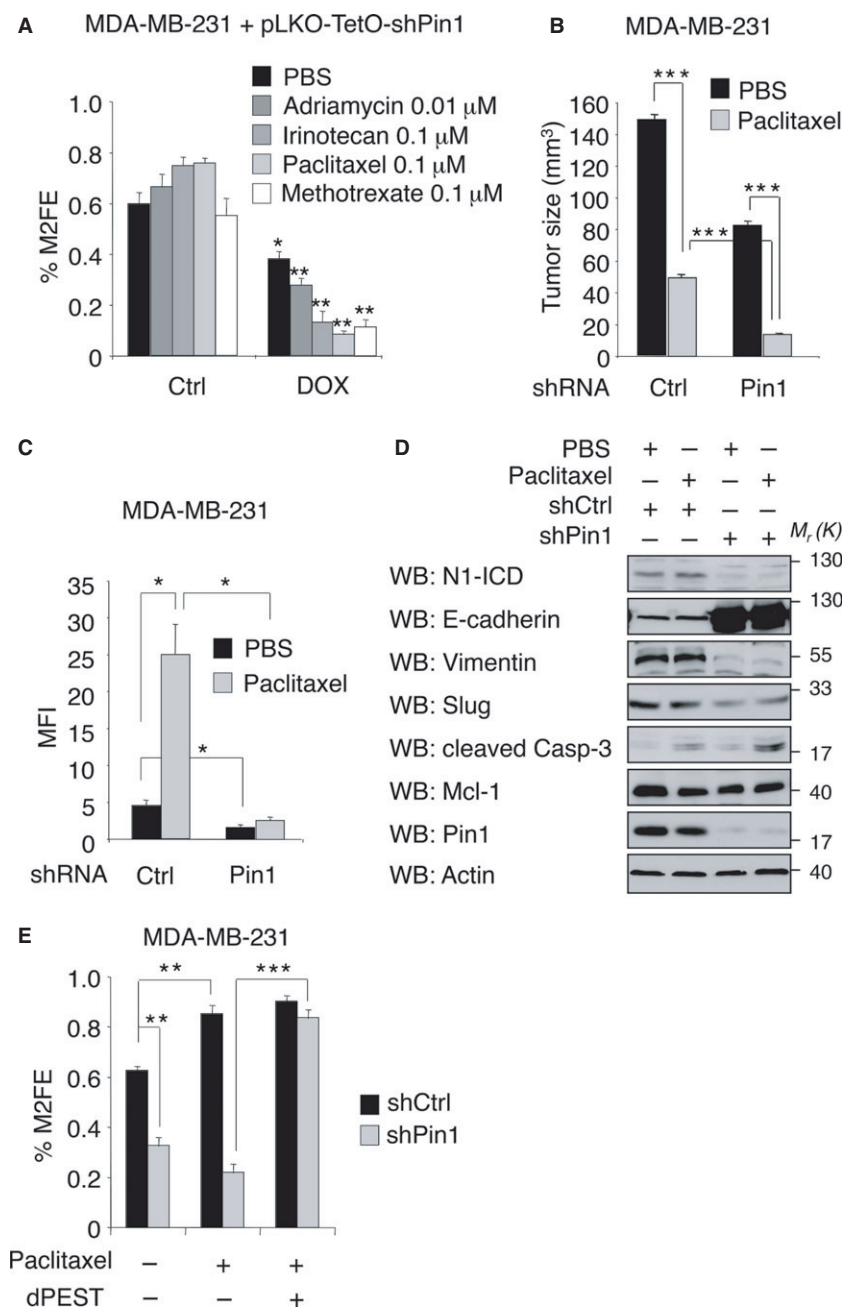 A
MDA-MB-231 + pLKO-TetO-shPin1
PBS
Adriamycin 0.01 μM
Irinotecan 0.1 μM
Paclitaxel 0.1 μM
Methotrexate 0.1 μM
% M2FE
1.0
0.8
0.6
0.4
0.2
0
* ** ** ** **
Ctrl DOX
B
MDA-MB-231
PBS
Paclitaxel
Tumor size (mm³)
160
140
120
100
80
60
40
20
0
***
***
***
shRNA Ctrl Pin1
C
MDA-MB-231
PBS
Paclitaxel
MFI
35
30
25
20
15
10
5
0
* *
*
shRNA Ctrl Pin1
D
PBS + – + –
Paclitaxel – + – +
shCtrl + + – –
shPin1 – – + + Mr (K)
WB: N1-ICD 130
WB: E-cadherin 130
WB: Vimentin 55
WB: Slug 33
WB: cleaved Casp-3 17
WB: Mcl-1 40
WB: Pin1 17
WB: Actin 40
E
MDA-MB-231
% M2FE
1.0
0.8
0.6
0.4
0.2
0
** ***
**
shCtrl
shPin1
Paclitaxel – + +
dPEST – – +